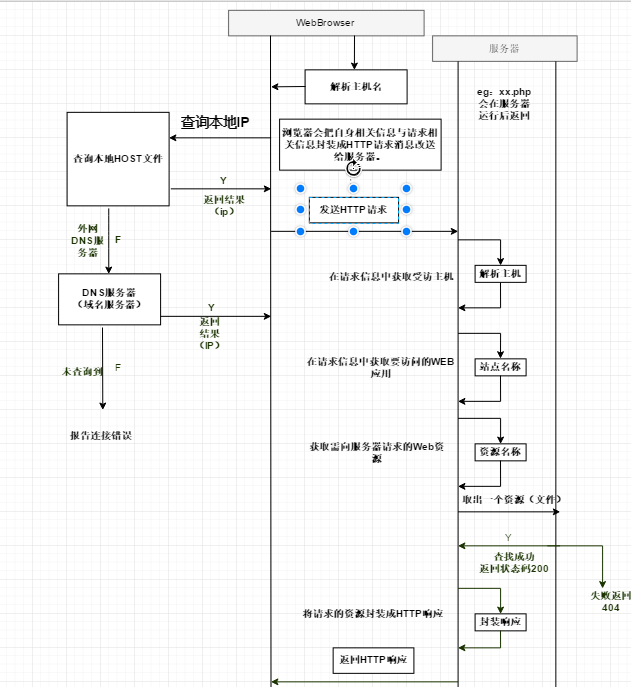 WebBrowser
服务器
解析主机名
eg：xx.php
会在服务器
运行后返回
查询本地IP
浏览器会把自身相关信息与请求相
关信息封装成HTTP请求消息改送
给服务器。
查询本地HOST文件
Y
返回结果
（ip）
发送HTTP请求
外网
DNS服
务器
F
在请求信息中获取受访主机
解析主机
DNS服务器
（域名服务器）
Y
返回
结果
（IP）
未查询到
F
在请求信息中获取要访问的WEB
应用
站点名称
报告连接错误
获取需向服务器请求的Web资
源
资源名称
取出一个资源（文件）
Y
查找成功
返回状态码200
失败返回
404
将请求的资源封装成HTTP响应
封装响应
返回HTTP响应